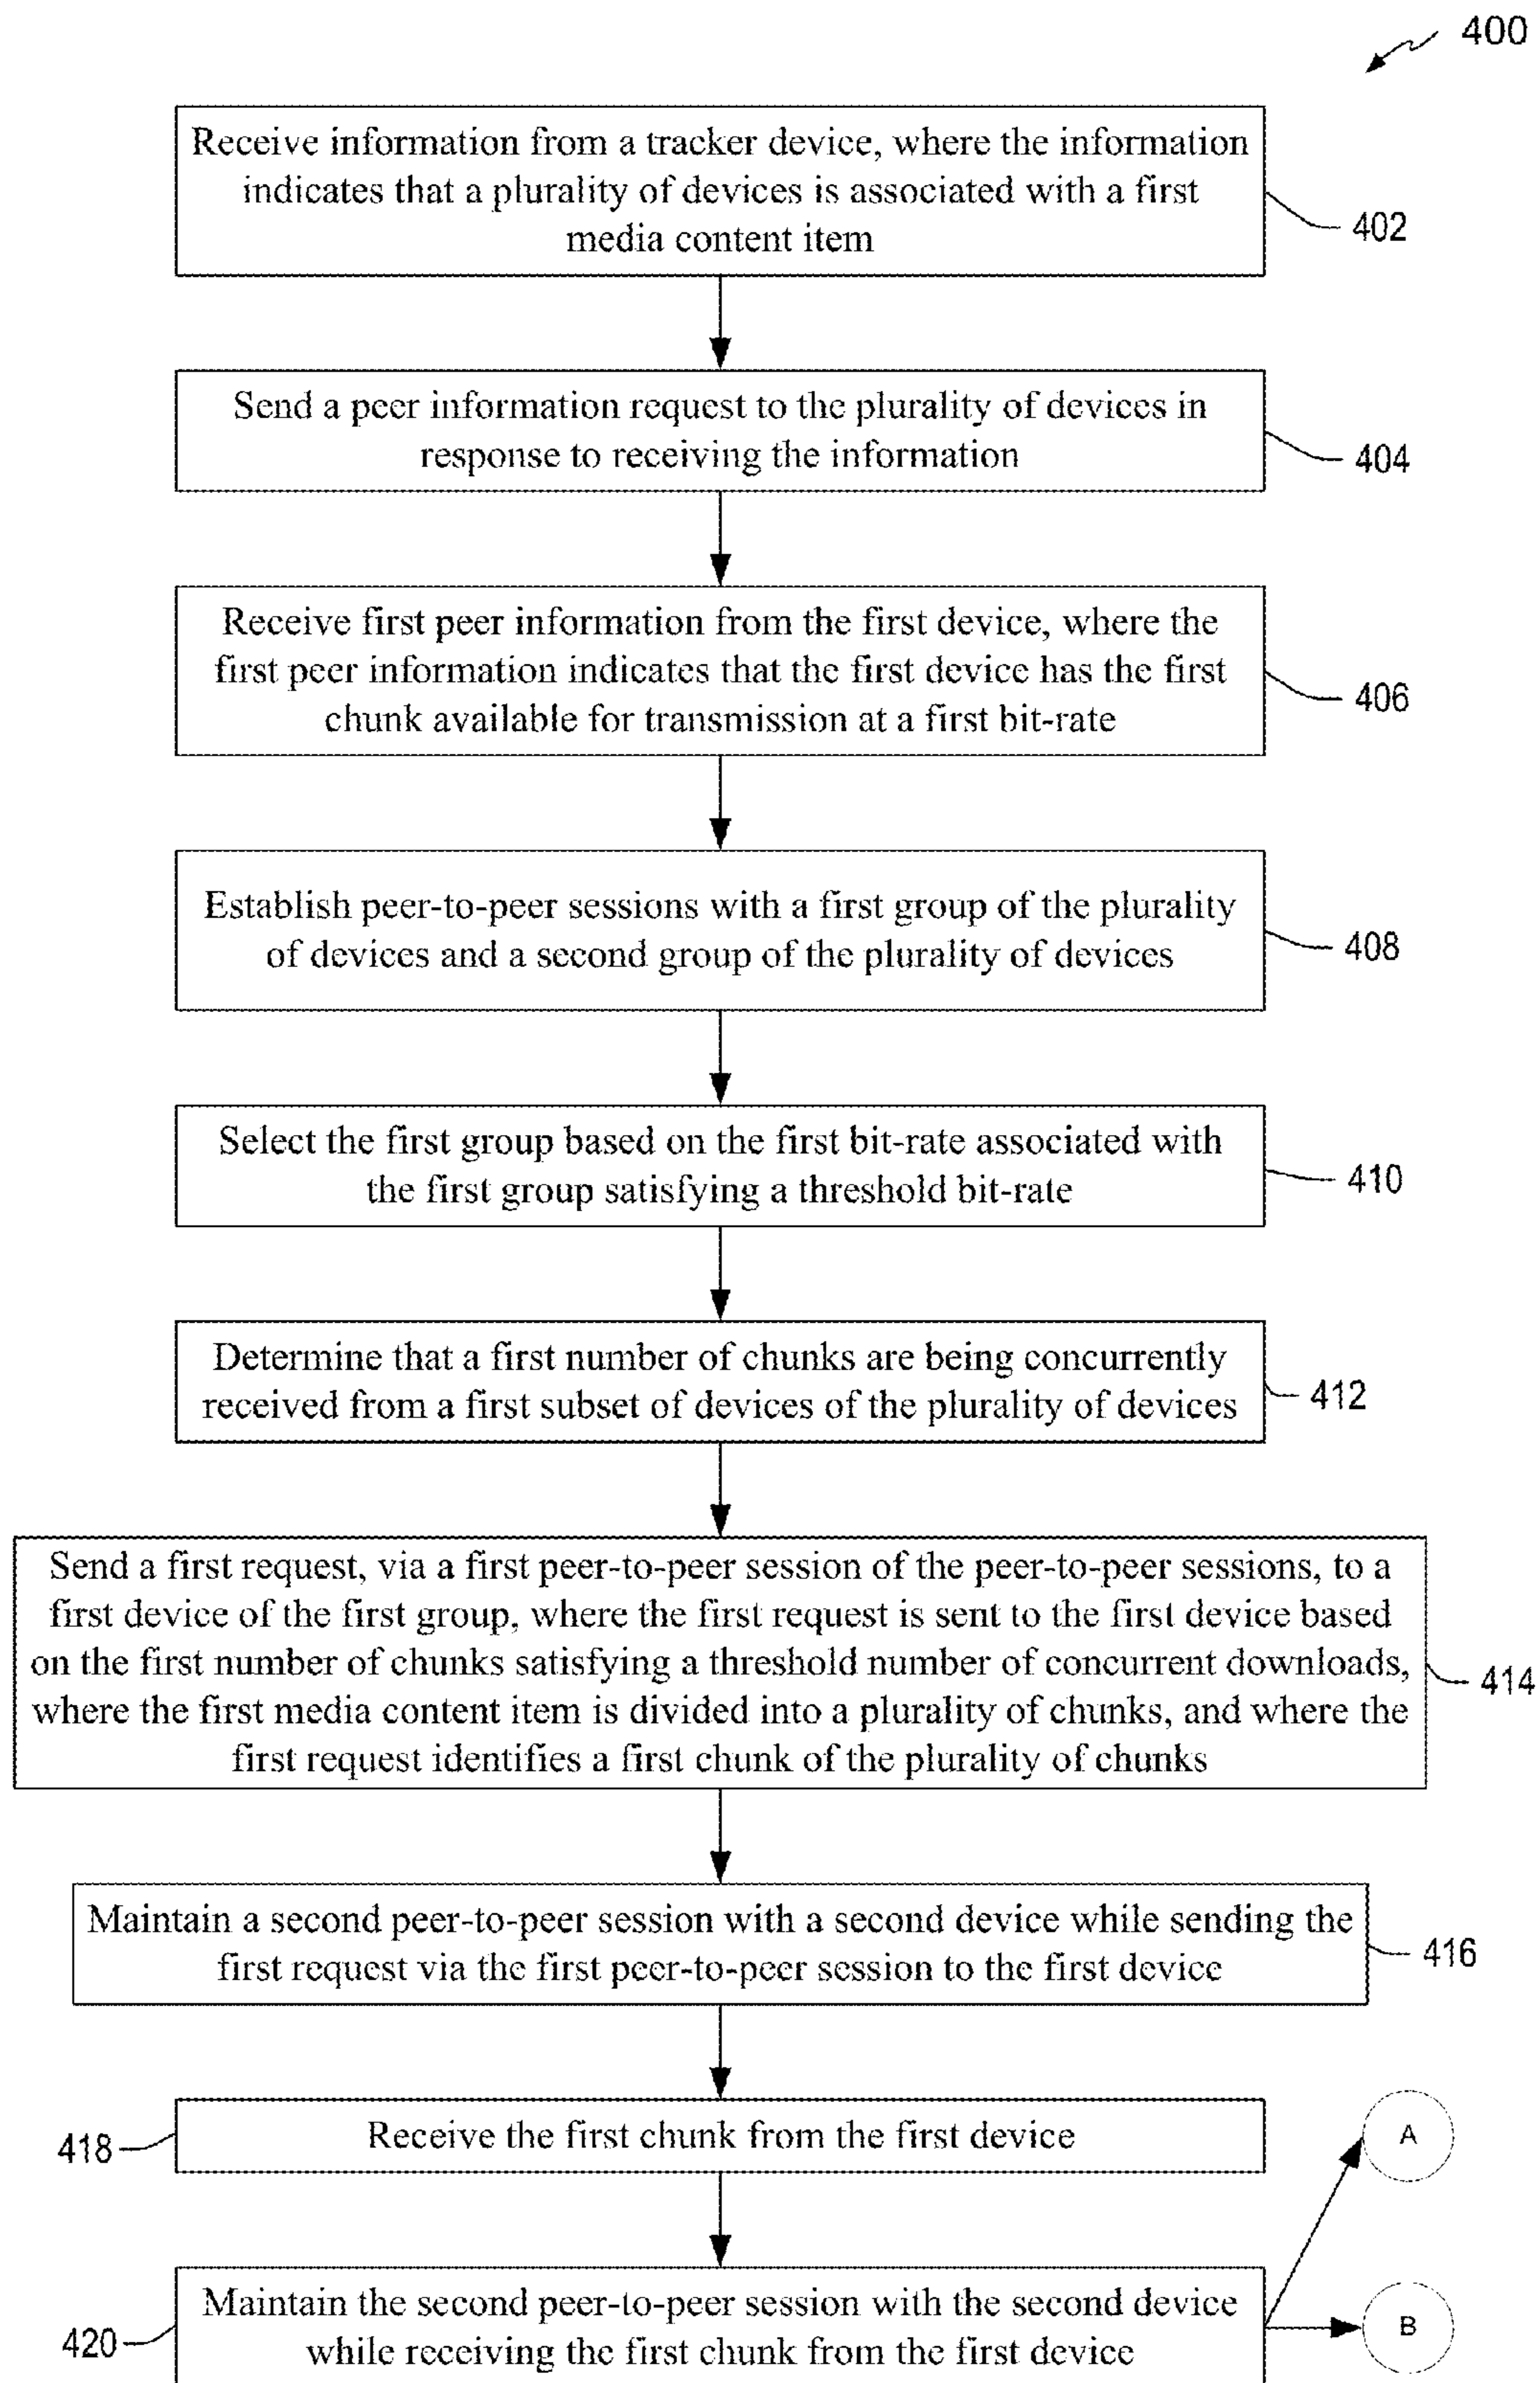 400
Receive information from a tracker device, where the information
indicates that a plurality of devices is associated with a first
media content item
402
Send a peer information request to the plurality of devices in
response to receiving the information
404
Receive first peer information from the first device, where the
first peer information indicates that the first device has the first
chunk available for transmission at a first bit-rate
406
Establish peer-to-peer sessions with a first group of the plurality
of devices and a second group of the plurality of devices
408
Select the first group based on the first bit-rate associated with
the first group satisfying a threshold bit-rate
410
Determine that a first number of chunks are being concurrently
received from a first subset of devices of the plurality of devices
412
Send a first request, via a first peer-to-peer session of the peer-to-peer sessions, to a
first device of the first group, where the first request is sent to the first device based
on the first number of chunks satisfying a threshold number of concurrent downloads,
where the first media content item is divided into a plurality of chunks, and where the
first request identifies a first chunk of the plurality of chunks
414
Maintain a second peer-to-peer session with a second device while sending the
first request via the first peer-to-peer session to the first device
416
418
Receive the first chunk from the first device
A
420
Maintain the second peer-to-peer session with the second device
while receiving the first chunk from the first device
B